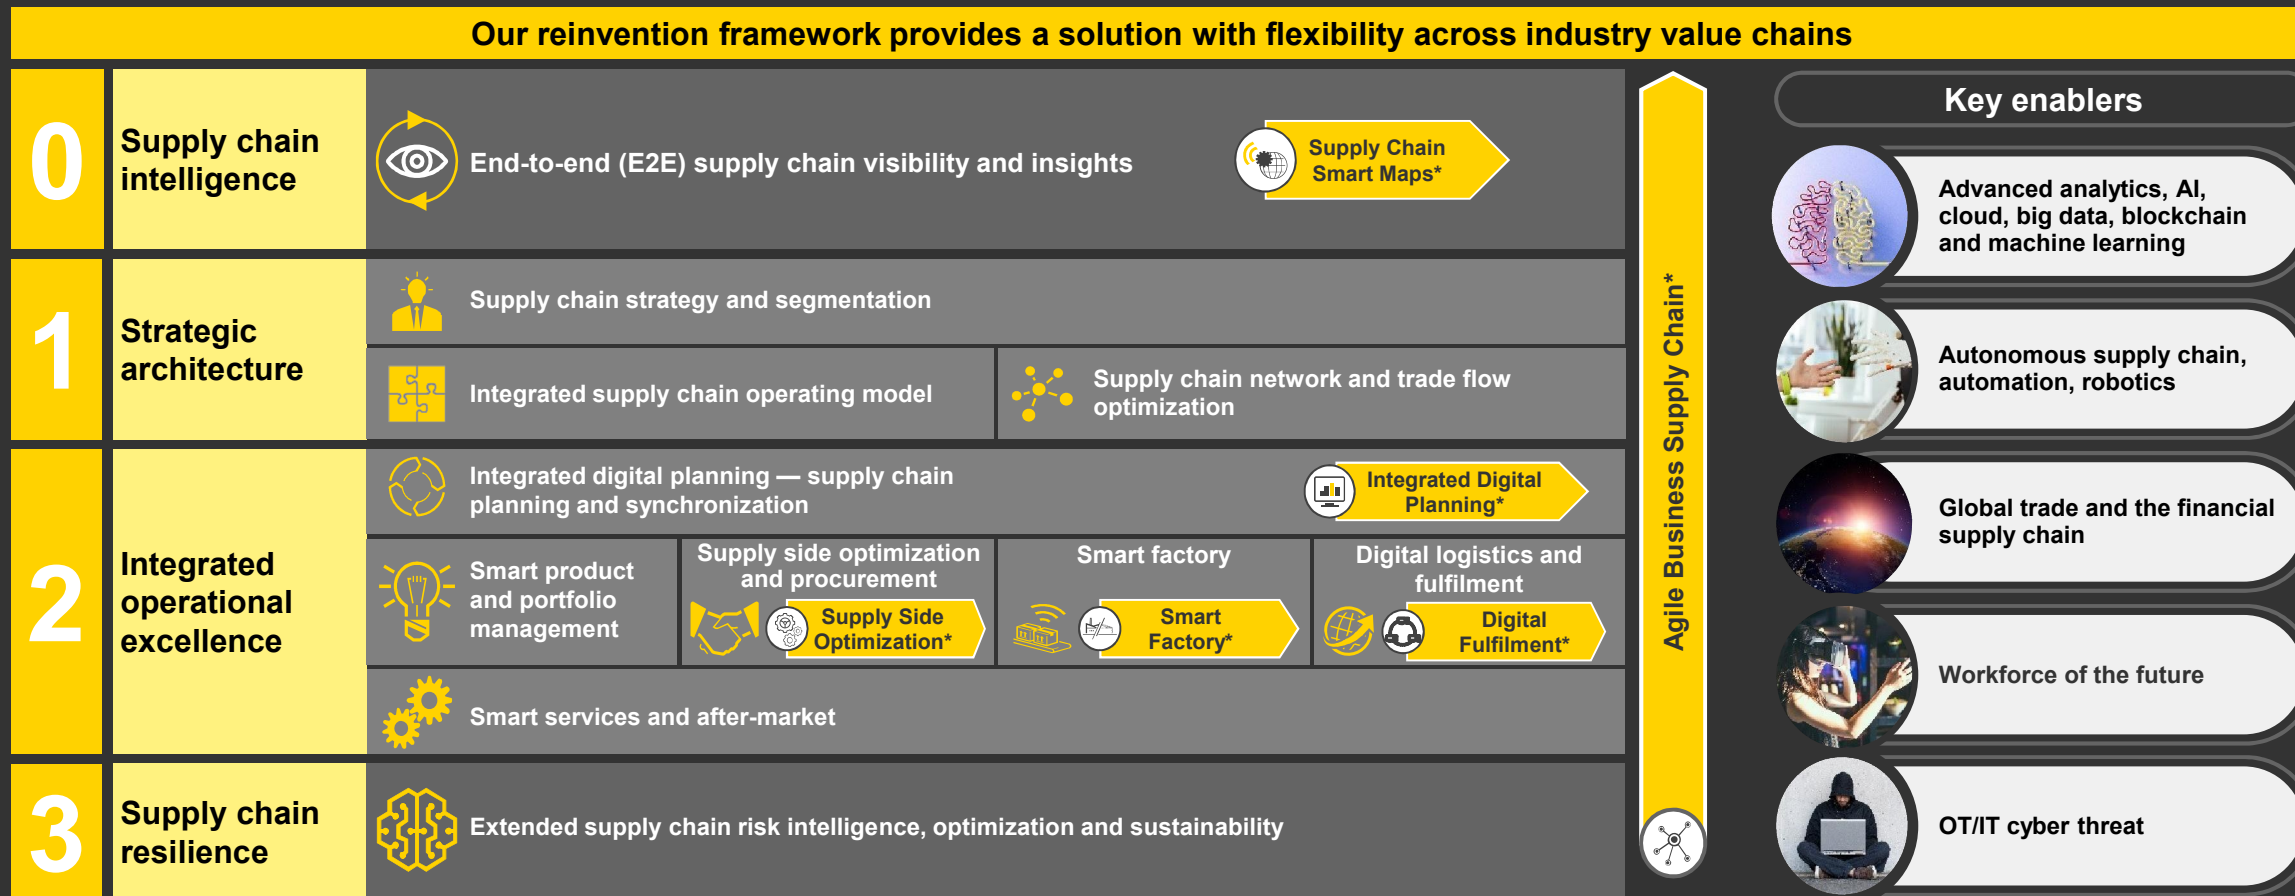 Our reinvention framework provides a solution with flexibility across industry value chains
0
Supply chain
intelligence
End-to-end (E2E) supply chain visibility and insights
Supply Chain
Smart Maps*
1
Strategic
architecture
Supply chain strategy and segmentation
Integrated supply chain operating model
Supply chain network and trade flow
optimization
2
Integrated
operational
excellence
Integrated digital planning — supply chain
planning and synchronization
Integrated Digital
Planning*
Smart product
and portfolio
management
Supply side optimization
and procurement
Supply Side
Optimization*
Smart factory
Smart
Factory*
Digital logistics and
fulfilment
Digital
Fulfilment*
Smart services and after-market
3
Supply chain
resilience
Extended supply chain risk intelligence, optimization and sustainability
Agile Business Supply Chain*
Key enablers
Advanced analytics, AI,
cloud, big data, blockchain
and machine learning
Autonomous supply chain,
automation, robotics
Global trade and the financial
supply chain
Workforce of the future
OT/IT cyber threat